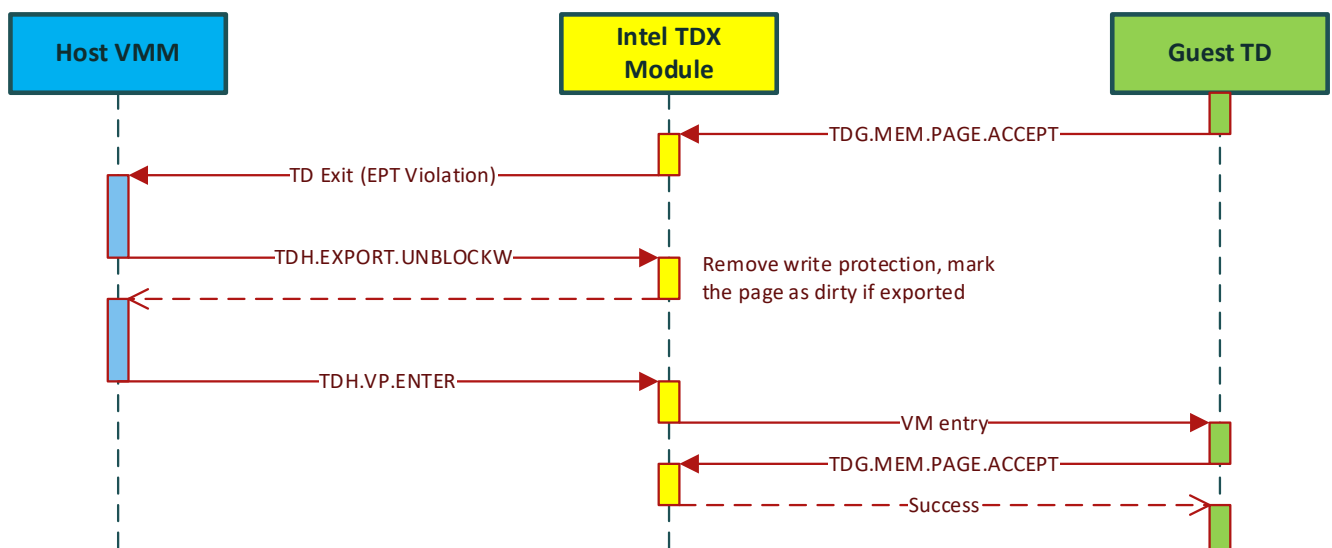 Host VMM
Intel TDX
Module
Guest TD
TDG.MEM.PAGE.ACCEPT
TD Exit (EPT Violation)
TDH.EXPORT.UNBLOCKW
Remove write protection, mark
the page as dirty if exported
TDH.VP.ENTER
VM entry
TDG.MEM.PAGE.ACCEPT
Success